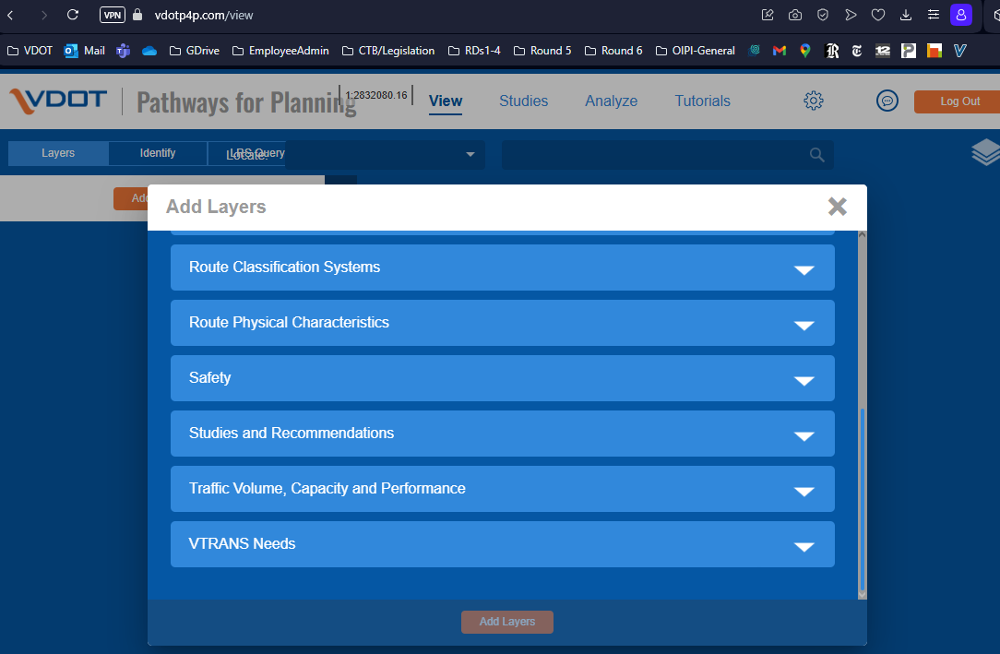 VPN
vdotp4p.com/view
VDOT
Mail
GDrive
EmployeeAdmin
CTB/Legislation
RDs1-4
Round 5
Round 6
OIPI-General
VDOT
Pathways for Planning
1:2832080.16
View
Studies
Analyze
Tutorials
Log Out
Layers
Identify
LRS Query
Locate:
Add
Add Layers
Route Classification Systems
Route Physical Characteristics
Safety
Studies and Recommendations
Traffic Volume, Capacity and Performance
VTRANS Needs
Add Layers